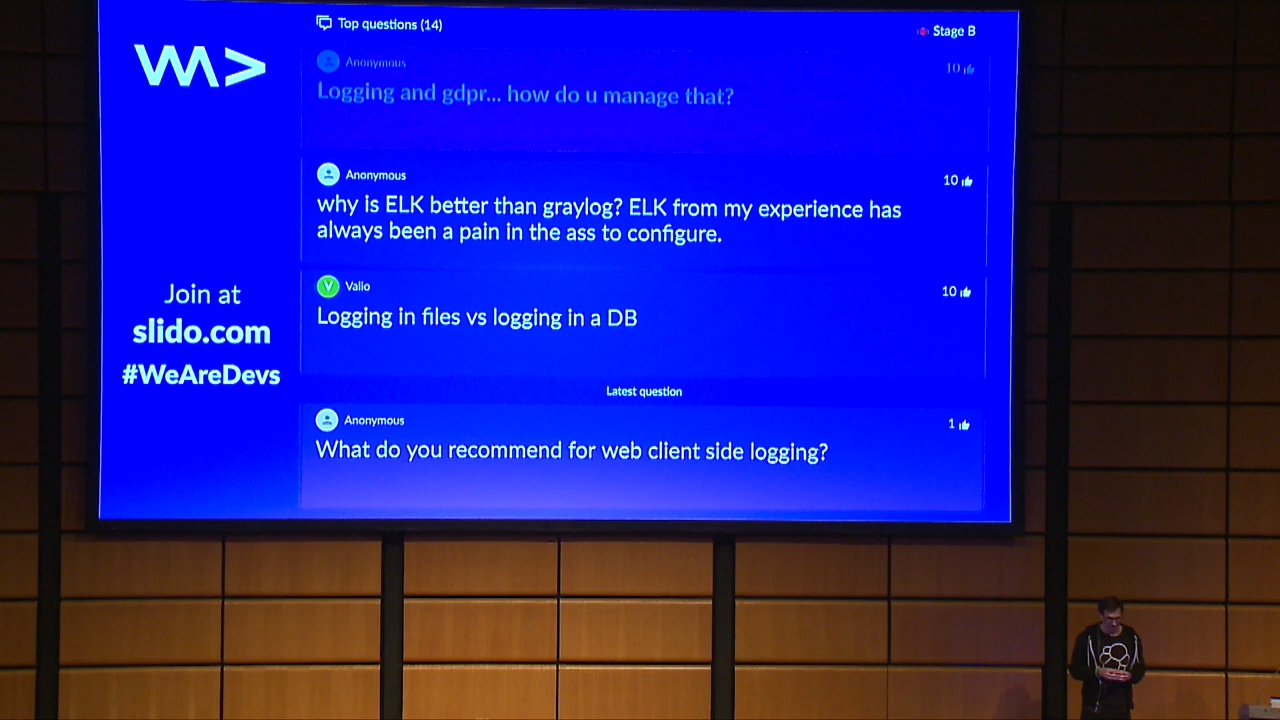 Top questions (14)
Stage B
WA>
Anonymous
10
Logging and gdpr... how do u manage that?
Anonymous
10
why is ELK better than graylog? ELK from my experience has
always been a pain in the ass to configure.
V
Valio
10
Logging in files vs logging in a DB
Join at
slido.com
#WeAreDevs
Latest question
Anonymous
1
What do you recommend for web client side logging?